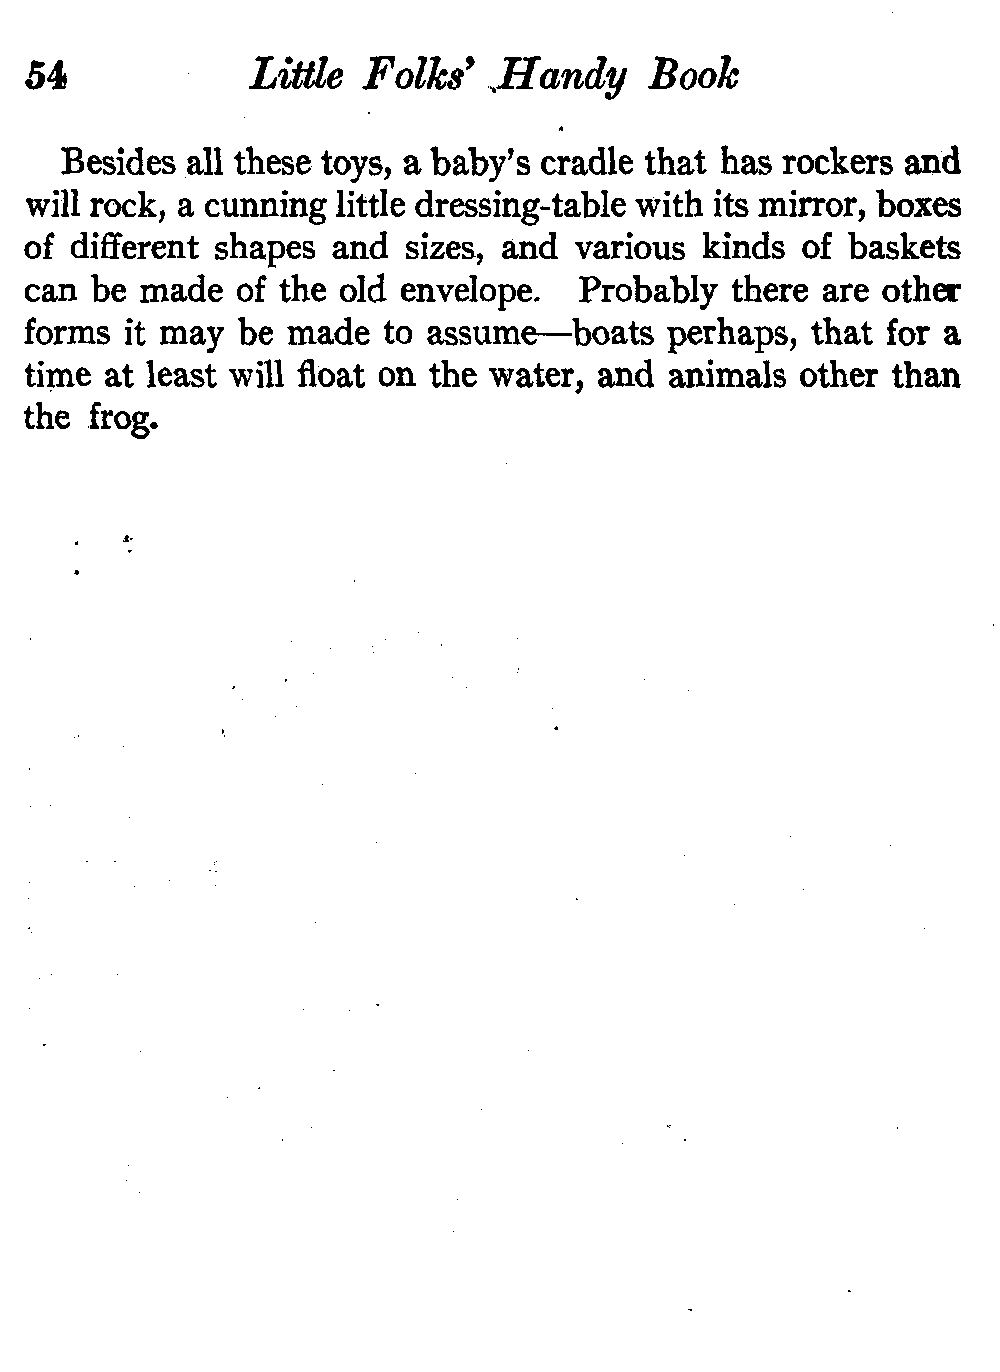 54 Little Folks' Handy Book
Besides all these toys, a baby's cradle that has rockers and
will rock, a cunning little dressing-table with its mirror, boxes
of different shapes and sizes, and various kinds of baskets
can be made of the old envelope. Probably there are other
forms it may be made to assume—boats perhaps, that for a
time at least will float on the water, and animals other than
the frog.